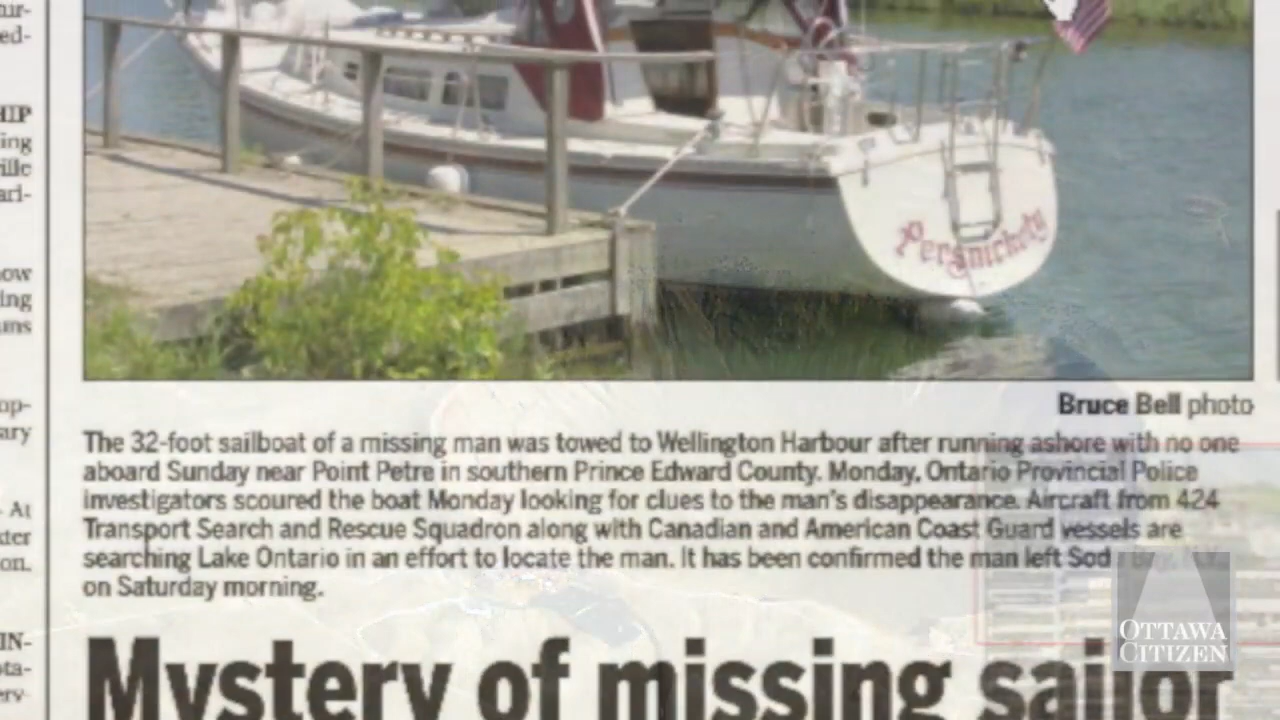 Persnickety
Bruce Bell photo
The 32-foot sailboat of a missing man was towed to Wellington Harbour after running ashore with no one
aboard Sunday near Point Petre in southern Prince Edward County. Monday, Ontario Provincial Police
investigators scoured the boat Monday looking for clues to the man's disappearance. Aircraft from 424
Transport Search and Rescue Squadron along with Canadian and American Coast Guard vessels are
searching Lake Ontario in an effort to locate the man. It has been confirmed the man left
on Saturday morning.
Mystery of missing sailor
OTTAWA
CITIZEN